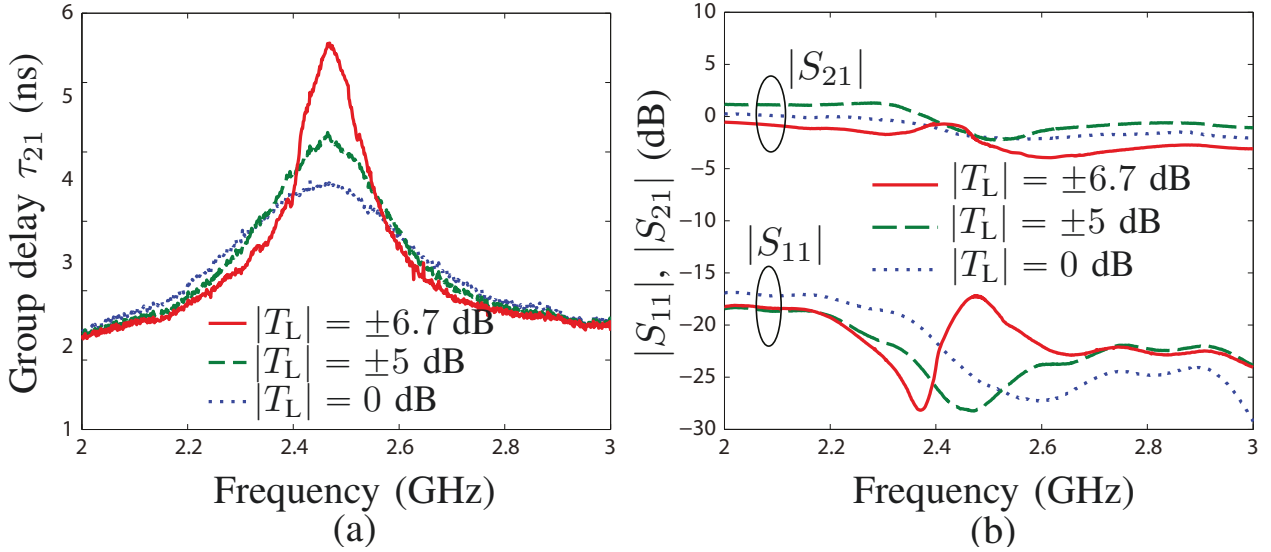 Group delay τ21 (ns)
6
5
4
3
2
1
2
2.2
2.4
2.6
2.8
3
|TL| = ±6.7 dB
|TL| = ±5 dB
|TL| = 0 dB
Frequency (GHz)
(a)
|S11|, |S21| (dB)
10
5
0
−5
−10
−15
−20
−25
−30
2
2.2
2.4
2.6
2.8
3
|S21|
|TL| = ±6.7 dB
|TL| = ±5 dB
|TL| = 0 dB
|S11|
Frequency (GHz)
(b)